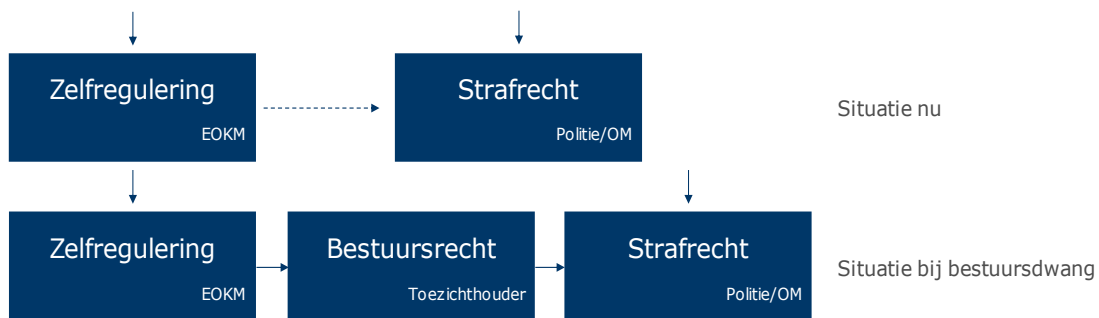 Zelfregulering
EOKM
Strafrecht
Politie/OM
Situatie nu
Zelfregulering
EOKM
Bestuursrecht
Toezichthouder
Strafrecht
Politie/OM
Situatie bij bestuursdwang